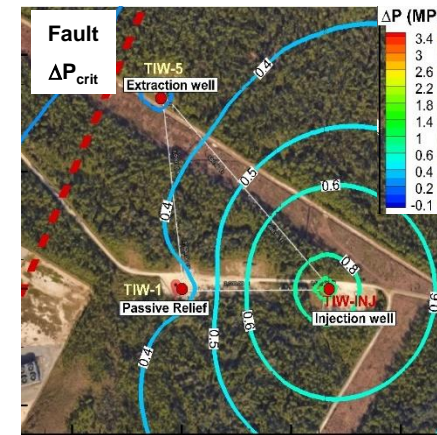 Fault
ΔPcrit
ΔP (MP
3.4
3
2.6
2.2
1.8
1.4
1
0.6
0.4
0.2
-0.1
TIW-5
Extraction well
0.4
0.5
0.6
0.4
0.8
TIW-1
Passive Relief
TIW-INJ
Injection well
0.6
0.5
0.4